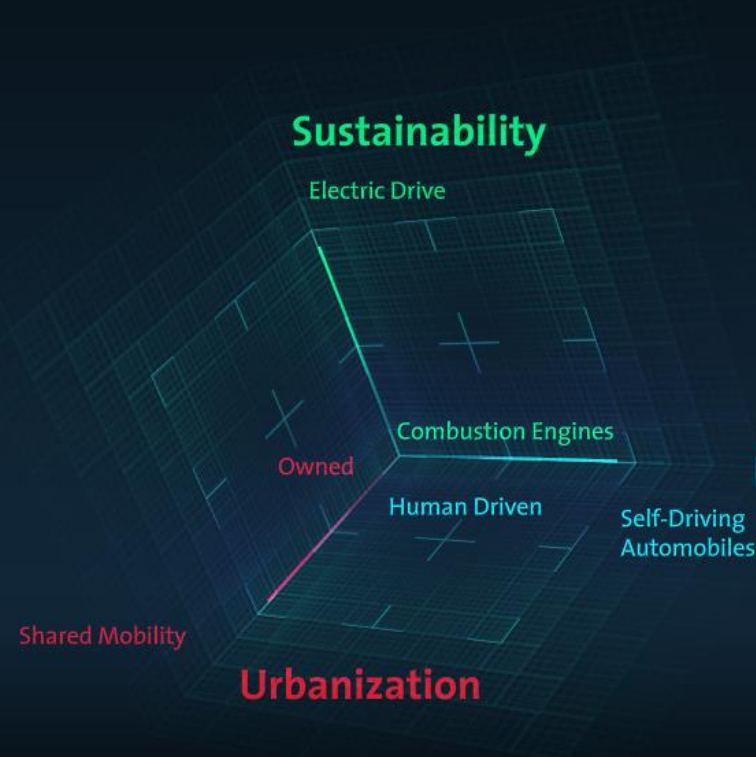 Sustainability
Electric Drive
Combustion Engines
Owned
Human Driven
Self-Driving
Automobiles
Shared Mobility
Urbanization